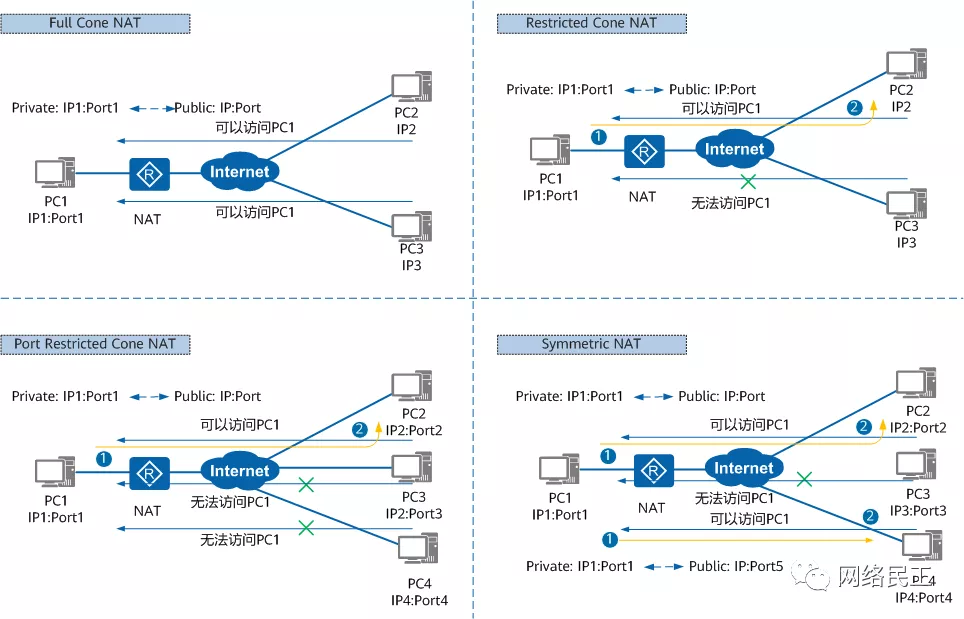 Full Cone NAT
Private: IP1:Port1
Public: IP:Port
可以访问PC1
PC2
IP2
R
Internet
PC1
IP1:Port1
NAT
可以访问PC1
PC3
IP3
Restricted Cone NAT
Private: IP1:Port1
Public: IP:Port
可以访问PC1
2
PC2
IP2
1
R
Internet
PC1
IP1:Port1
NAT
无法访问PC1
PC3
IP3
Port Restricted Cone NAT
Private: IP1:Port1
Public: IP:Port
可以访问PC1
2
PC2
IP2:Port2
1
R
Internet
PC1
IP1:Port1
NAT
无法访问PC1
PC3
IP2:Port3
无法访问PC1
PC4
IP4:Port4
Symmetric NAT
Private: IP1:Port1
Public: IP:Port
可以访问PC1
2
PC2
IP2:Port2
1
R
Internet
PC1
IP1:Port1
NAT
无法访问PC1
PC3
IP3:Port3
可以访问PC1
2
1
Private: IP1:Port1
Public: IP:Port5
PC4
IP4:Port4
网络民工